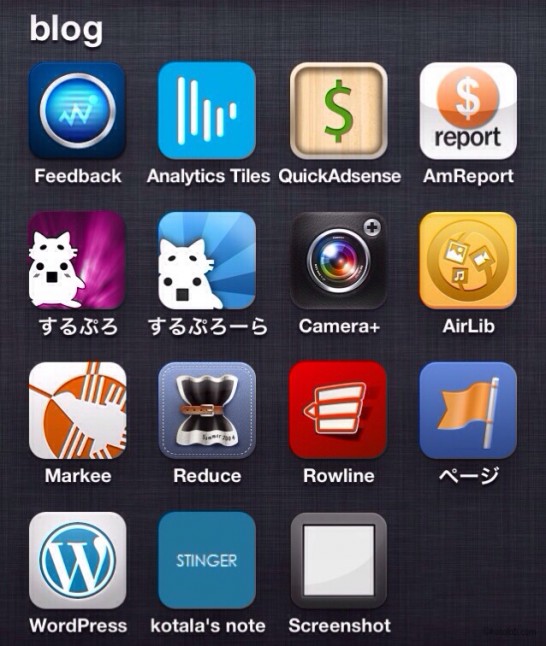 blog
$
$
report
Feedback
Analytics Tiles
QuickAdsense
AmReport
するぷろ
するぷろーら
Camera+
AirLib
Markee
Reduce
Rowline
ページ
W
STINGER
WordPress
kotala's note
Screenshot